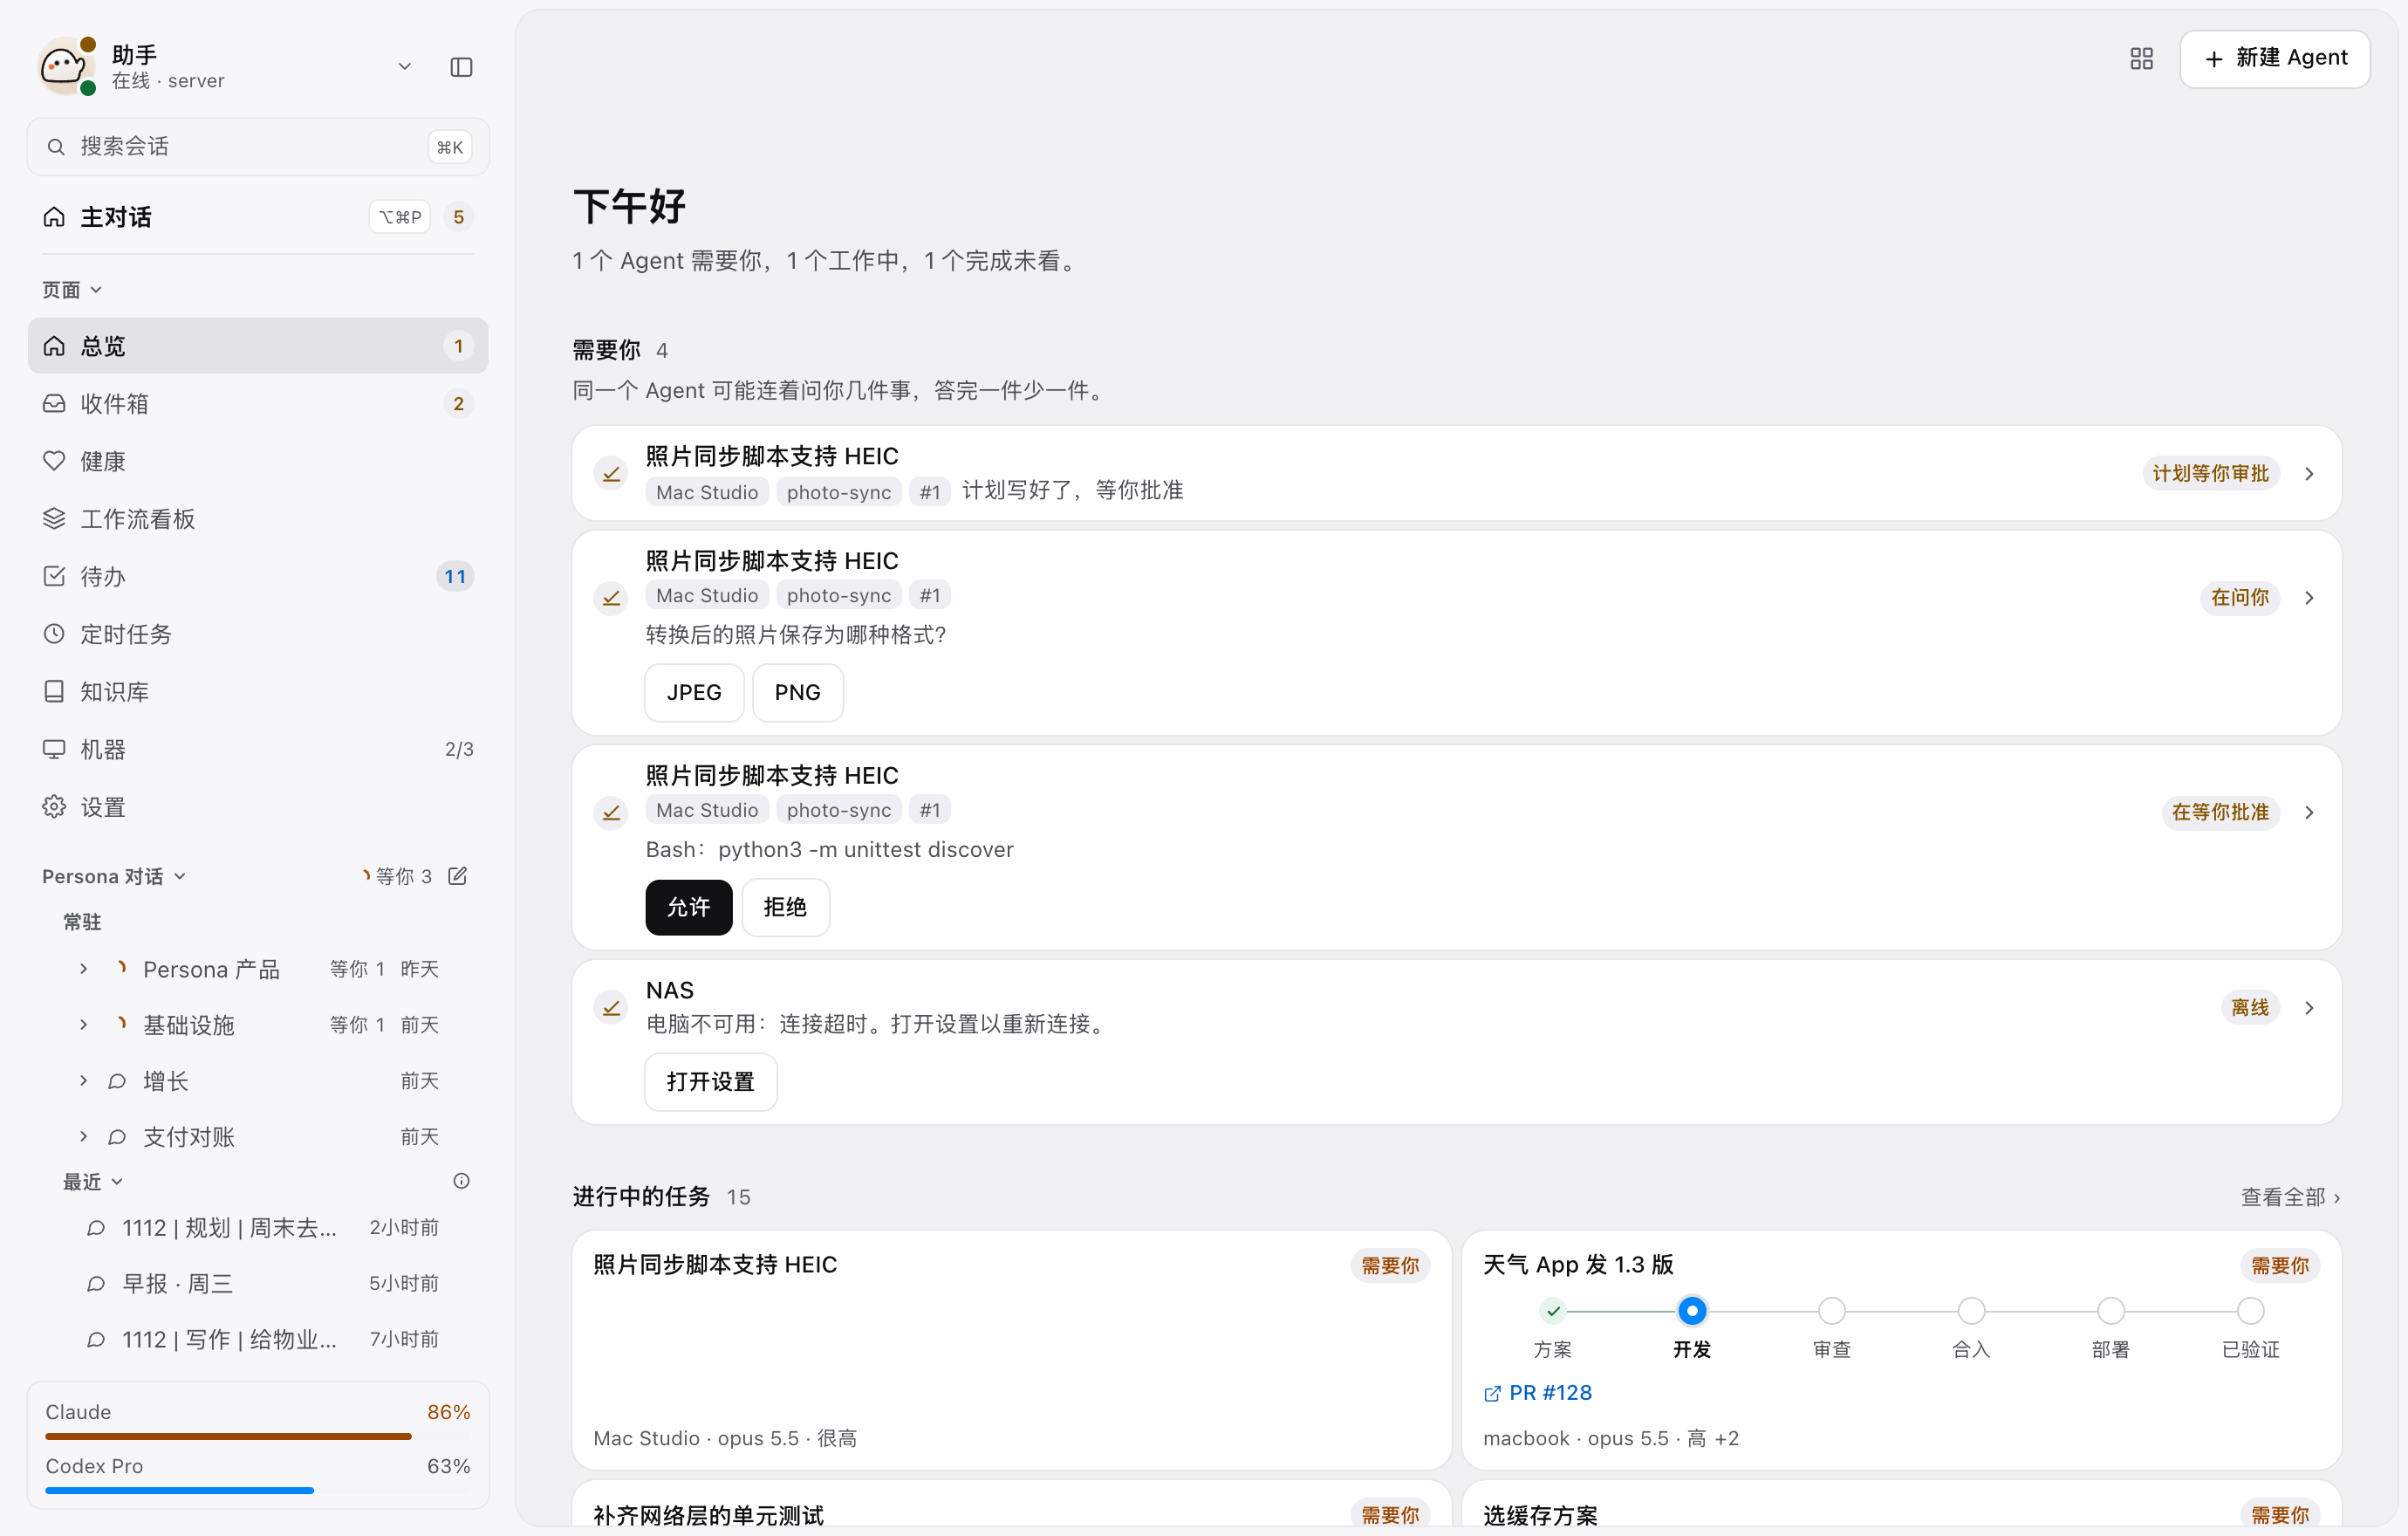 助手
在线 · server
搜索会话 ⌘K
主对话 ⌥⌘P 5
页面
总览 1
收件箱 2
健康
工作流看板
待办 11
定时任务
知识库
机器 2/3
设置
Persona 对话 等你 3
常驻
Persona 产品 等你 1 昨天
基础设施 等你 1 前天
增长 前天
支付对账 前天
最近
1112 | 规划 | 周末去... 2小时前
早报 · 周三 5小时前
1112 | 写作 | 给物业... 7小时前
Claude 86%
Codex Pro 63%
新建 Agent
下午好
1 个 Agent 需要你，1 个工作中，1 个完成未看。
需要你 4
同一个 Agent 可能连着问你几件事，答完一件少一件。
照片同步脚本支持 HEIC
Mac Studio photo-sync #1 计划写好了，等你批准
计划等你审批
照片同步脚本支持 HEIC
Mac Studio photo-sync #1
在问你
转换后的照片保存为哪种格式？
JPEG PNG
照片同步脚本支持 HEIC
Mac Studio photo-sync #1
在等你批准
Bash：python3 -m unittest discover
允许 拒绝
NAS
电脑不可用：连接超时。打开设置以重新连接。
离线
打开设置
进行中的任务 15 查看全部 ›
照片同步脚本支持 HEIC 需要你
Mac Studio · opus 5.5 · 很高
天气 App 发 1.3 版 需要你
方案 开发 审查 合入 部署 已验证
PR #128
macbook · opus 5.5 · 高 +2
补齐网络层的单元测试 需要你
选缓存方案 需要你